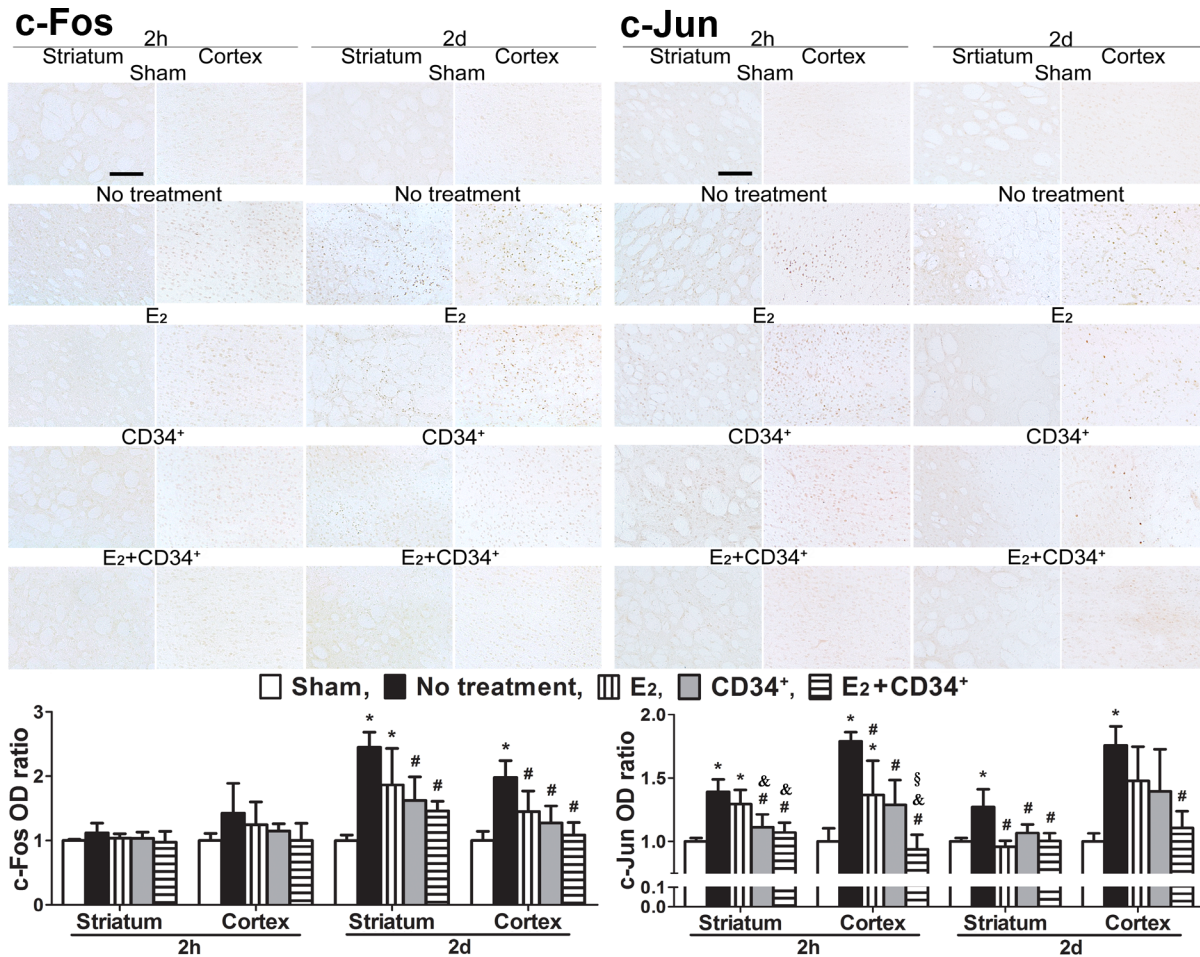 c-Fos
2h 2d
Striatum Cortex Striatum Cortex
Sham Sham
No treatment No treatment
E₂ E₂
CD34⁺ CD34⁺
E₂+CD34⁺ E₂+CD34⁺
c-Jun
2h 2d
Striatum Cortex Srtiatum Cortex
Sham Sham
No treatment No treatment
E₂ E₂
CD34⁺ CD34⁺
E₂+CD34⁺ E₂+CD34⁺
Sham, No treatment, E₂, CD34⁺, E₂+CD34⁺
c-Fos OD ratio
3
2
1
0
* * #
* # # #
Striatum Cortex Striatum Cortex
2h 2d
c-Jun OD ratio
2.0
1.5
1.0
0.1
0.0
* * & # & #
* # * # § & #
* # # #
* #
Striatum Cortex Striatum Cortex
2h 2d